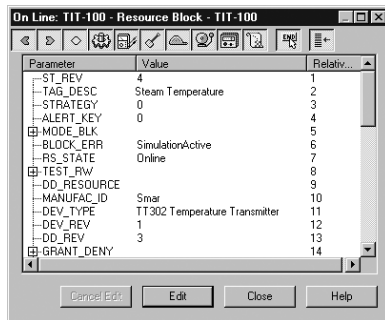 On Line: TIT-100 - Resource Block - TIT-100
Parameter Value Relativ...
ST_REV 4 1
TAG_DESC Steam Temperature 2
STRATEGY 0 3
ALERT_KEY 0 4
MODE_BLK 5
BLOCK_ERR SimulationActive 6
RS_STATE Online 7
TEST_RW 8
DD_RESOURCE 9
MANUFAC_ID Smar 10
DEV_TYPE TT302 Temperature Transmitter 11
DEV_REV 1 12
DD_REV 3 13
GRANT_DENY 14
Cancel Edit Edit Close Help